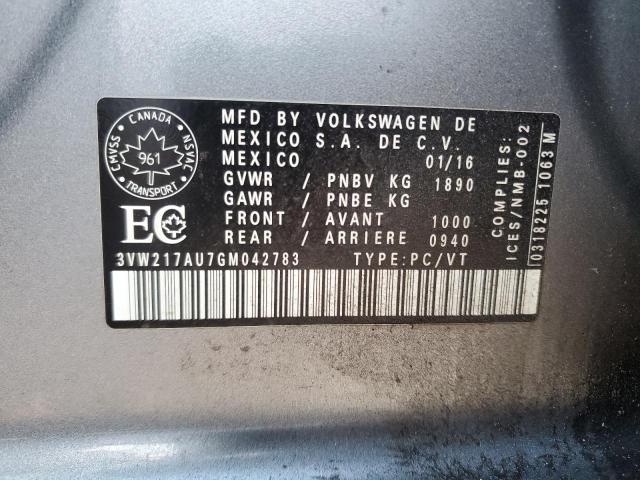 CANADA
CMVSS
961
NSVAC
TRANSPORT
EC
MFD BY VOLKSWAGEN DE
MEXICO S.A. DE C.V.
MEXICO 01/16
GVWR / PNBV KG 1890
GAWR / PNBE KG
FRONT / AVANT 1000
REAR / ARRIERE 0940
3VW217AU7GM042783 TYPE:PC/VT
COMPLIES:
ICES/NMB-002
0318225 1063 M